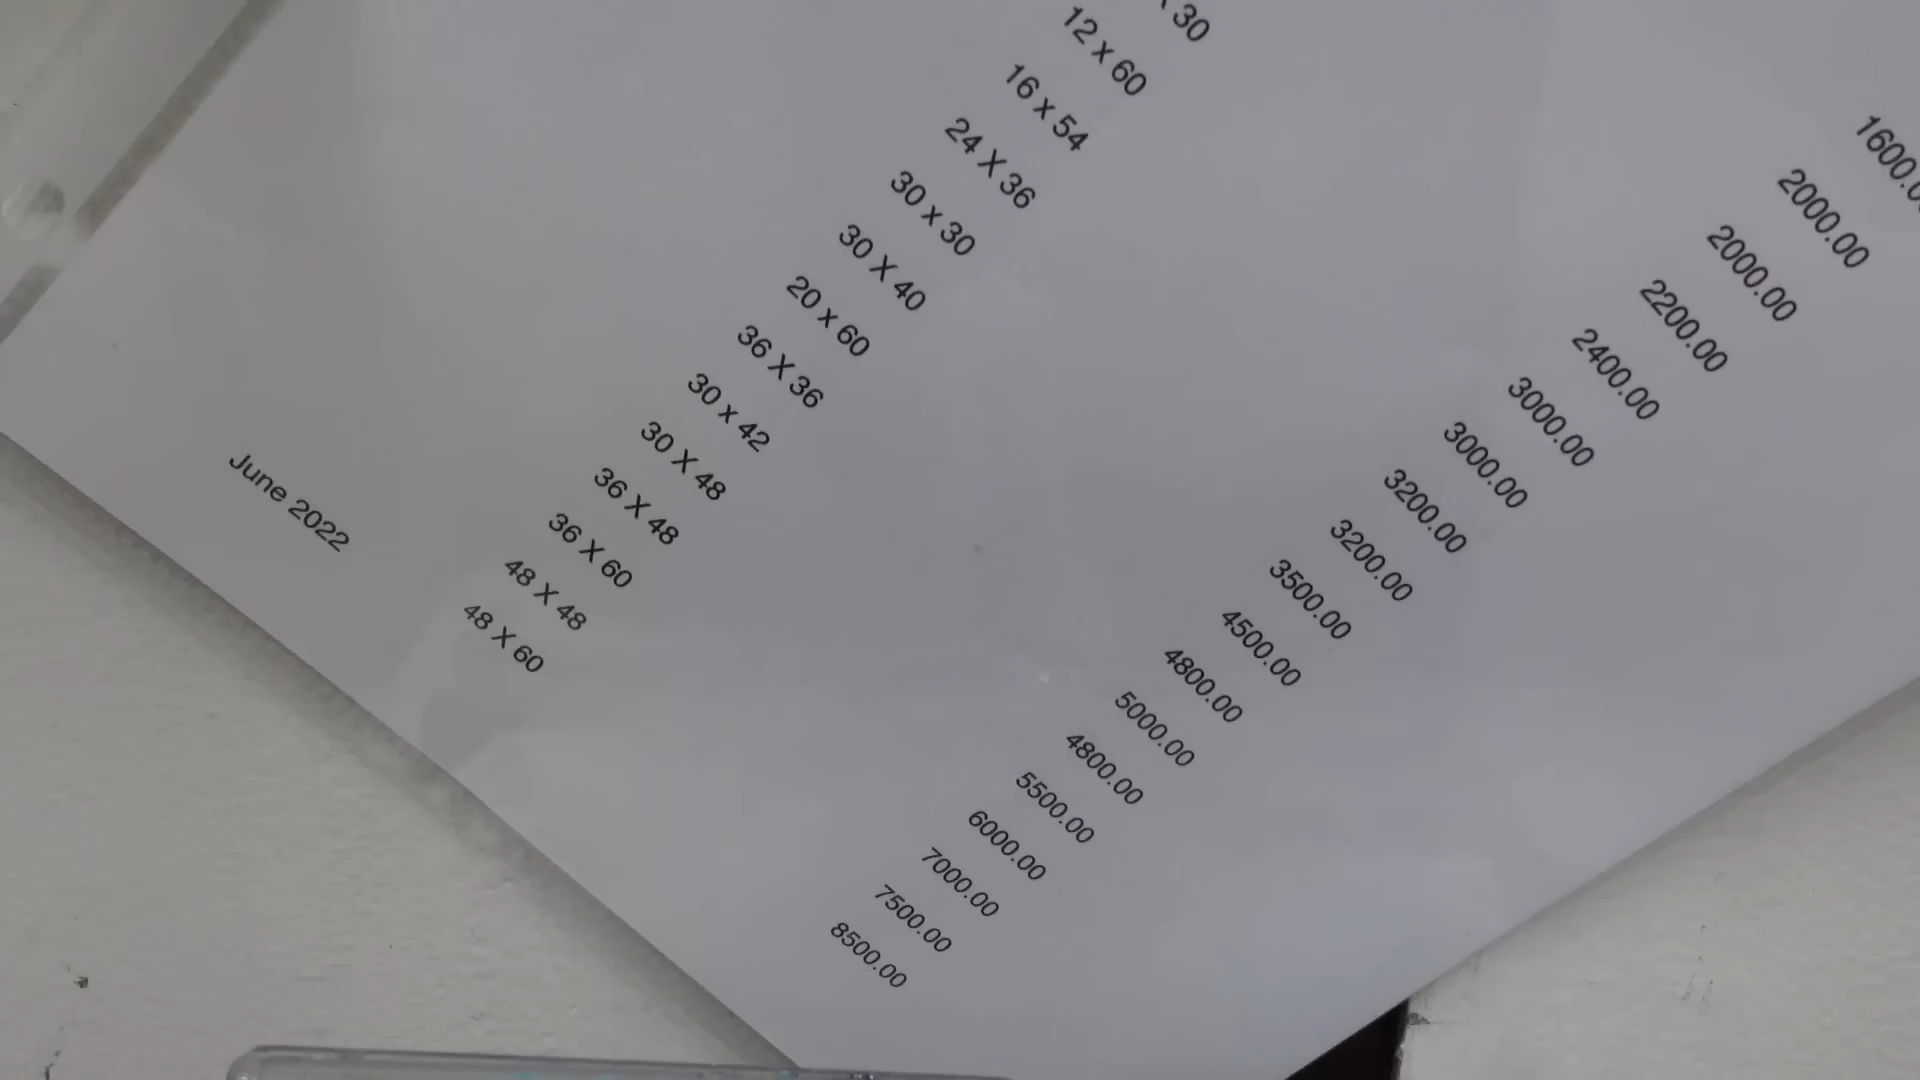 1600.0
2000.00
2000.00
2200.00
2400.00
x 30 3000.00
12 x 60 3000.00
16 x 54 3200.00
24 X 36 3200.00
30 x 30 3500.00
30 X 40 4500.00
20 x 60 4800.00
36 X 36 5000.00
30 x 42 4800.00
30 X 48 5500.00
36 X 48 6000.00
36 X 60 7000.00
48 X 48 7500.00
48 X 60 8500.00
June 2022